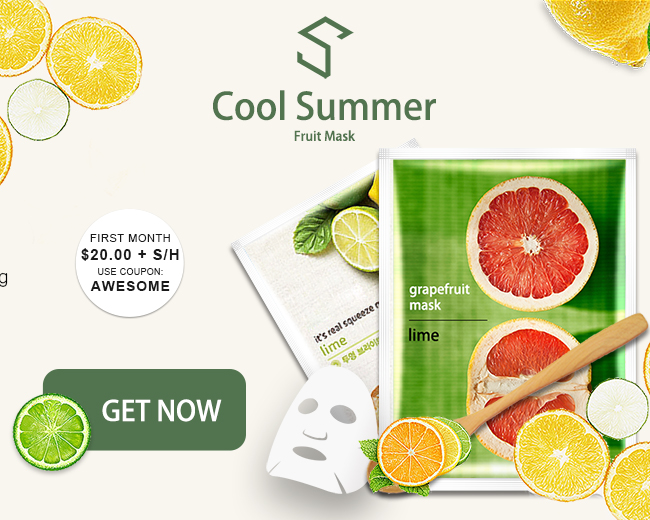 Cool Summer
Fruit Mask
FIRST MONTH
$20.00 + S/H
USE COUPON:
AWESOME
g
GET NOW
it's real squeeze
lime
grapefruit
mask
lime